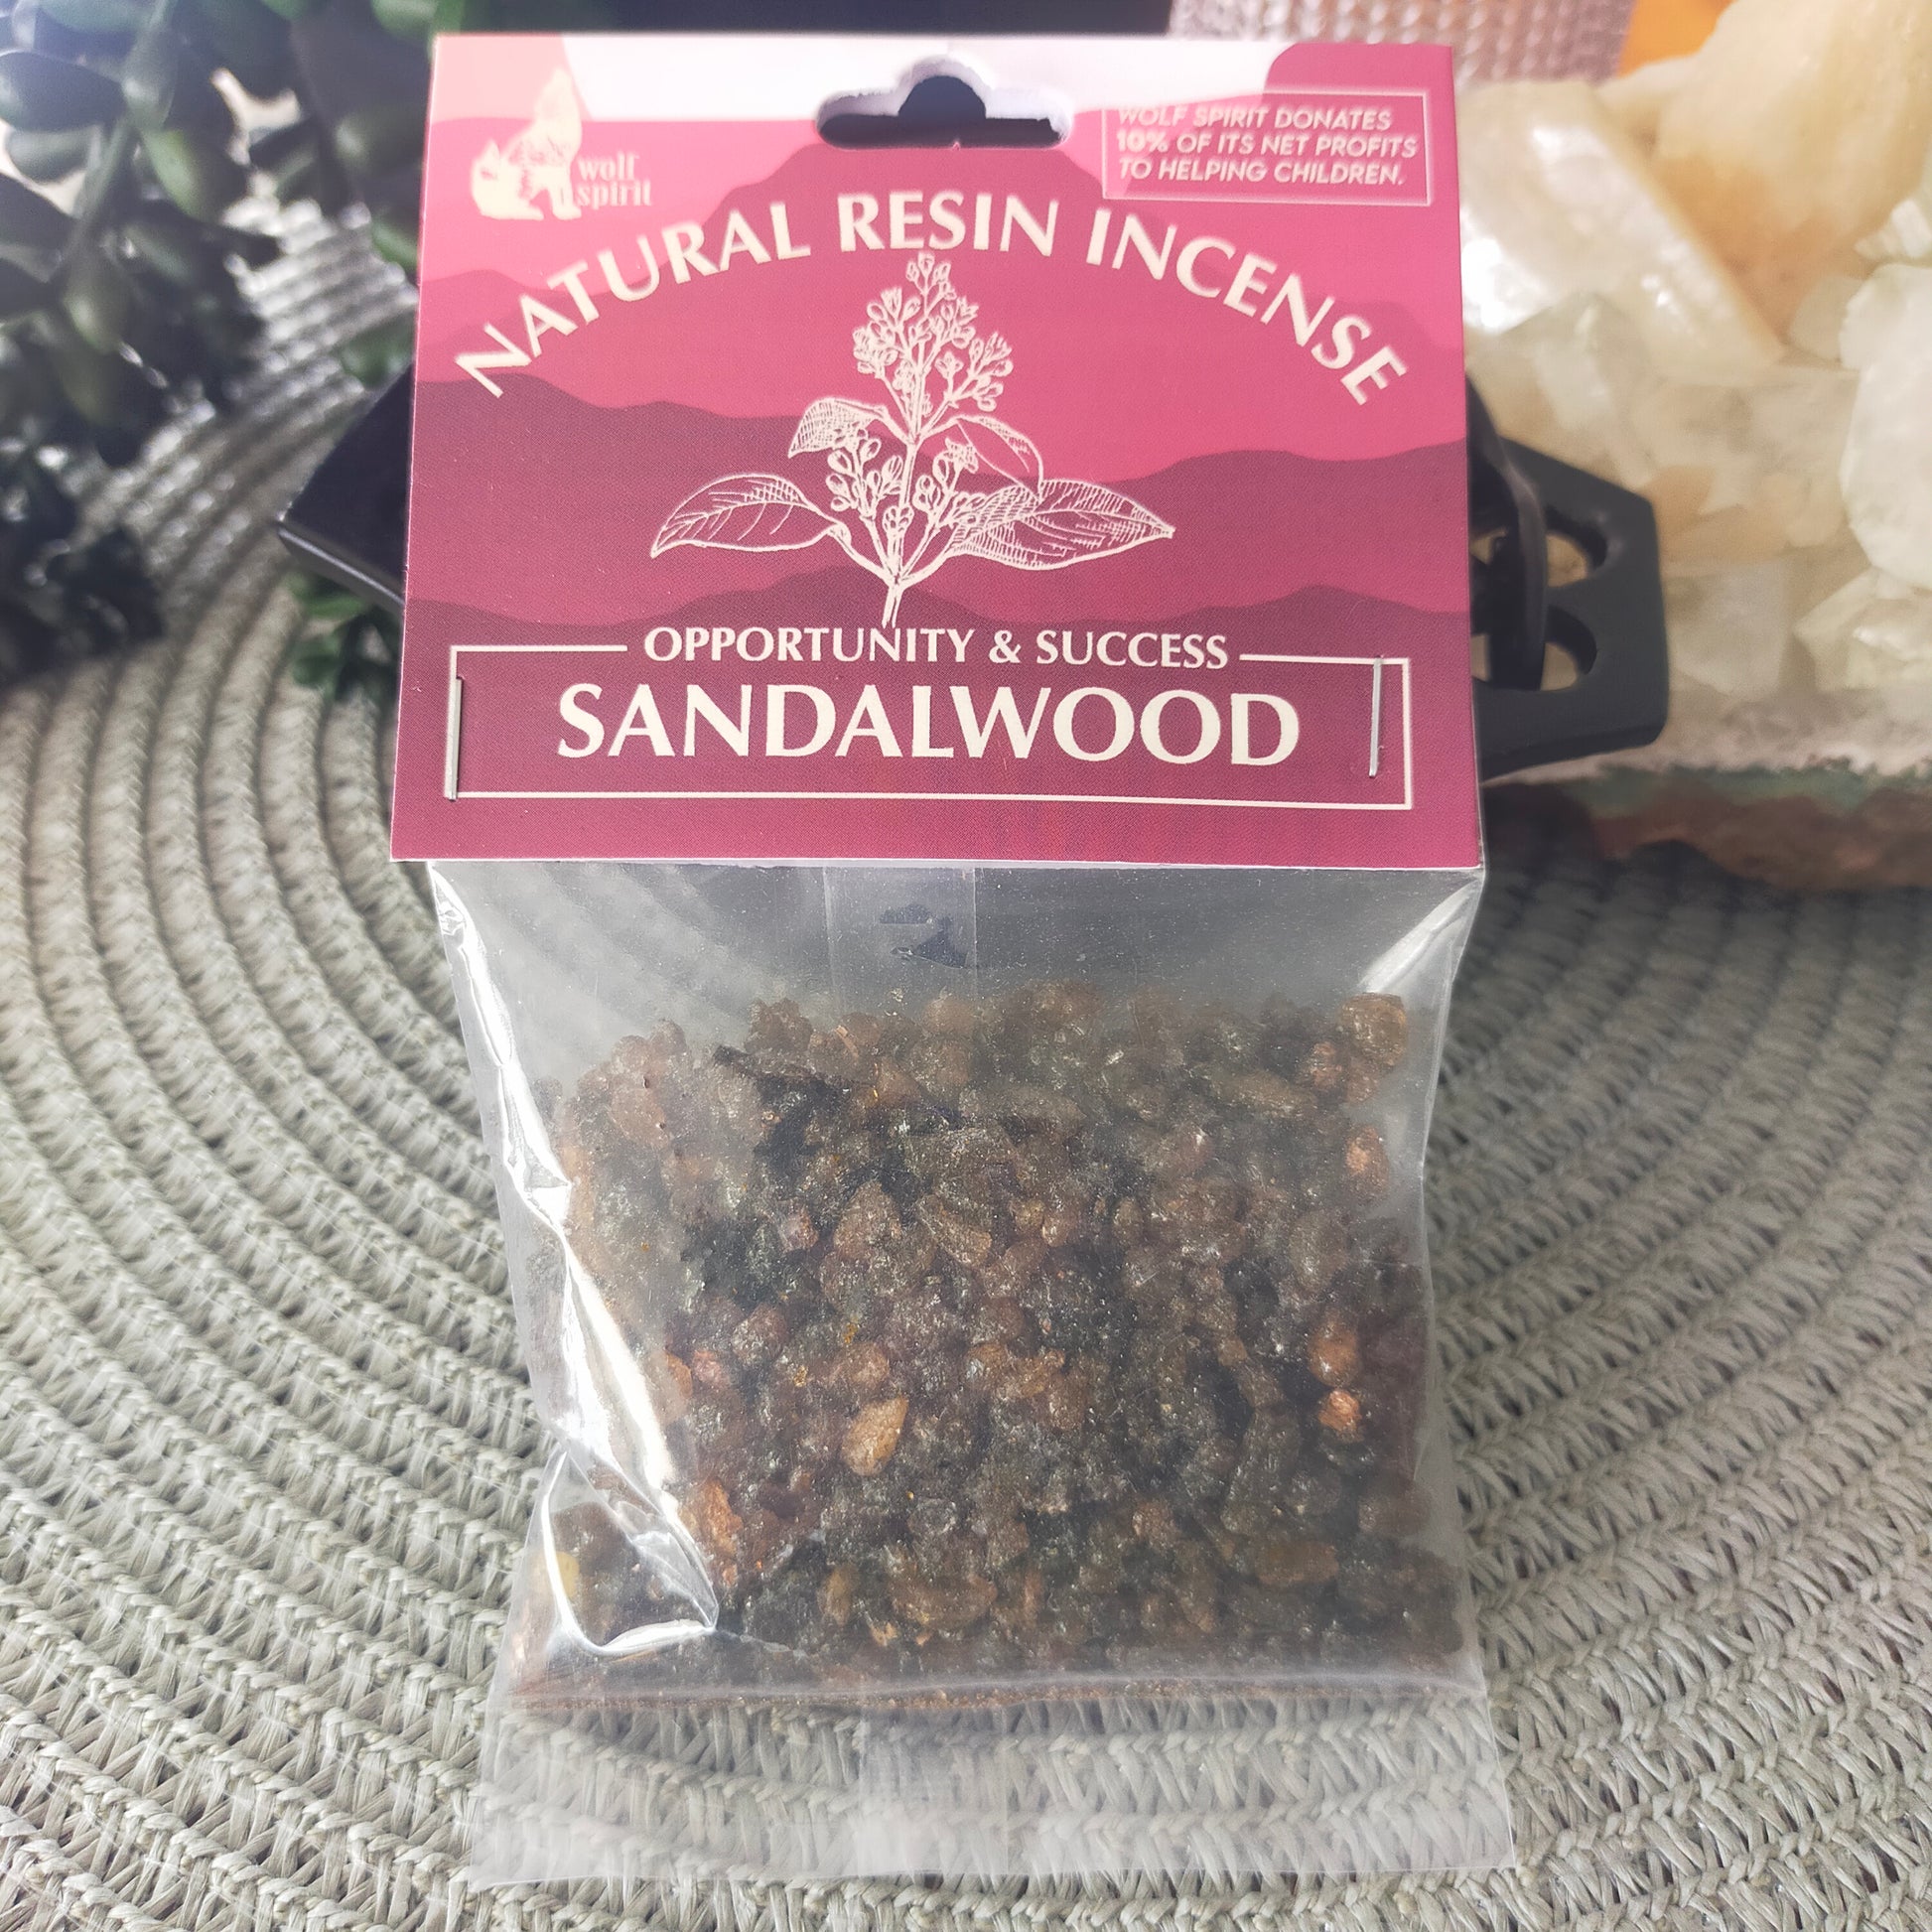 wolf
spirit
WOLF SPIRIT DONATES
10% OF ITS NET PROFITS
TO HELPING CHILDREN.
NATURAL RESIN INCENSE
OPPORTUNITY & SUCCESS
SANDALWOOD